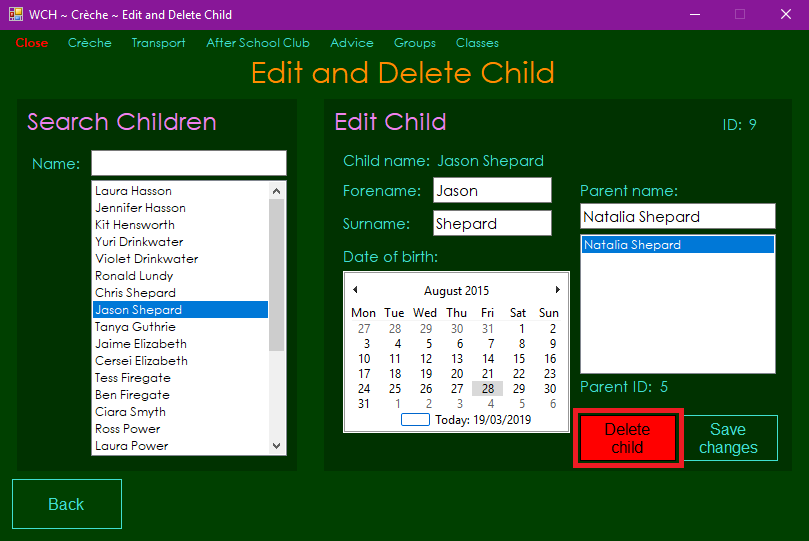 WCH ~ Crèche ~ Edit and Delete Child
Close Crèche Transport After School Club Advice Groups Classes
Edit and Delete Child
Search Children
Name:
Laura Hasson
Jennifer Hasson
Kit Hensworth
Yuri Drinkwater
Violet Drinkwater
Ronald Lundy
Chris Shepard
Jason Shepard
Tanya Guthrie
Jaime Elizabeth
Cersei Elizabeth
Tess Firegate
Ben Firegate
Ciara Smyth
Ross Power
Laura Power
Edit Child
ID: 9
Child name: Jason Shepard
Forename: Jason
Surname: Shepard
Date of birth:
August 2015
Mon Tue Wed Thu Fri Sat Sun
27 28 29 30 31 1 2
3 4 5 6 7 8 9
10 11 12 13 14 15 16
17 18 19 20 21 22 23
24 25 26 27 28 29 30
31 1 2 3 4 5 6
Today: 19/03/2019
Parent name:
Natalia Shepard
Natalia Shepard
Parent ID: 5
Delete
child
Save
changes
Back